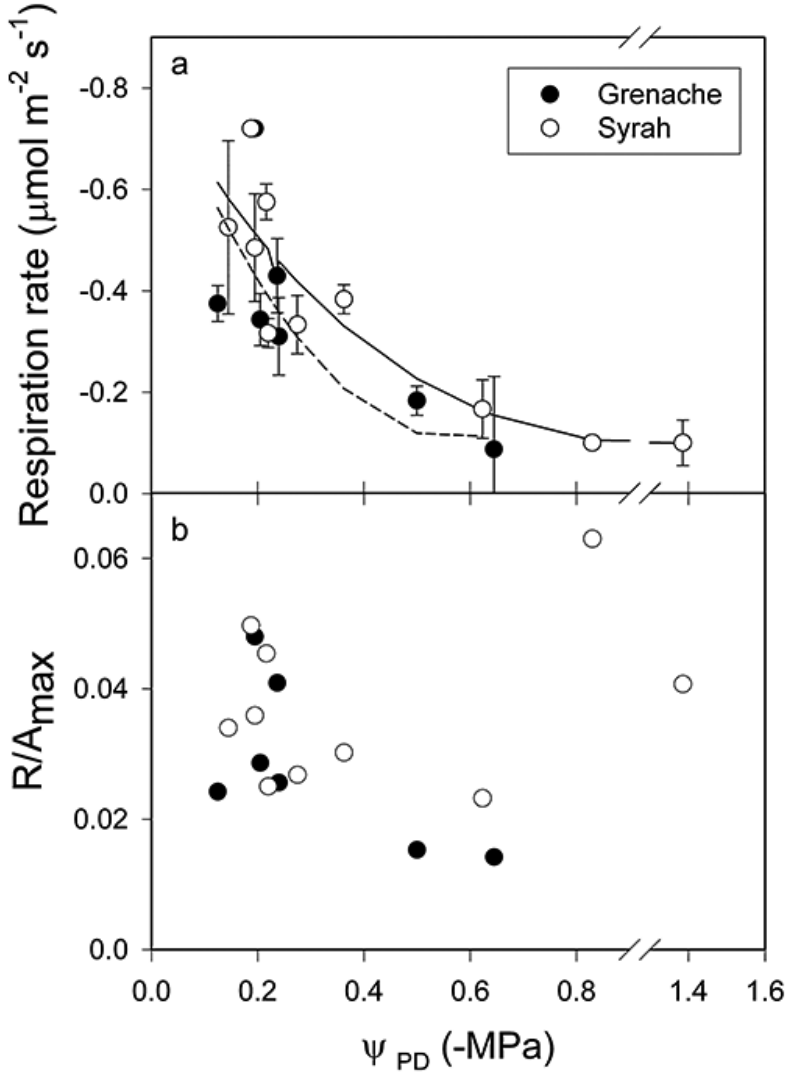 a
Grenache
Syrah
Respiration rate (μmol m⁻² s⁻¹)
-0.8
-0.6
-0.4
-0.2
0.0
b
R/Amax
0.06
0.04
0.02
0.0
0.0 0.2 0.4 0.6 0.8 1.4 1.6
ψ PD (-MPa)